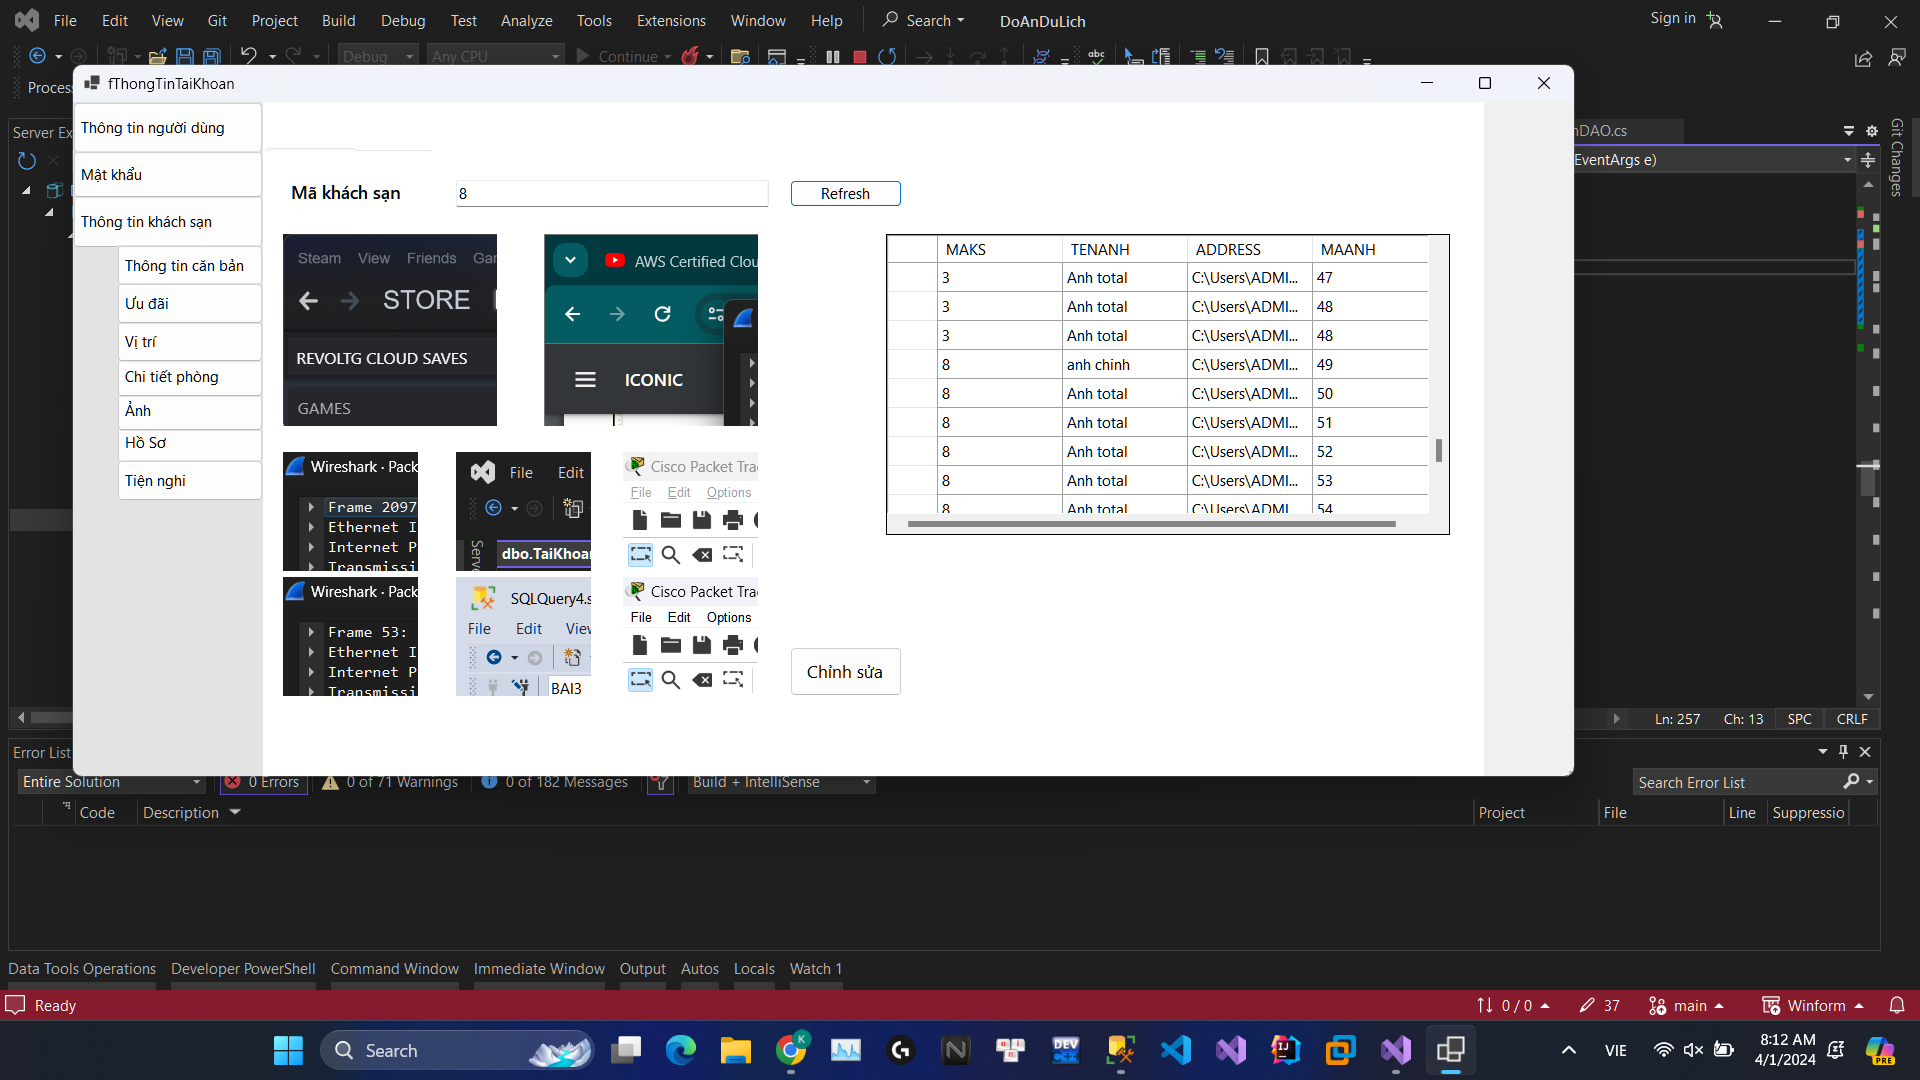 File Edit View Git Project Build Debug Test Analyze Tools Extensions Window Help Search DoAnDuLich Sign in
Debug Any CPU Continue
Process
fThongTinTaiKhoan
Server Ex
nDAO.cs
EventArgs e)
Git Changes
Thông tin người dùng
Mật khẩu
Thông tin khách sạn
Thông tin căn bản
Ưu đãi
Vị trí
Chi tiết phòng
Ảnh
Hồ Sơ
Tiện nghi
Mã khách sạn 8 Refresh
Steam View Friends Gar
STORE
REVOLTG CLOUD SAVES
GAMES
AWS Certified Clou
ICONIC
MAKS TENANH ADDRESS MAANH
3 Anh total C:\Users\ADMI... 47
3 Anh total C:\Users\ADMI... 48
3 Anh total C:\Users\ADMI... 48
8 anh chinh C:\Users\ADMI... 49
8 Anh total C:\Users\ADMI... 50
8 Anh total C:\Users\ADMI... 51
8 Anh total C:\Users\ADMI... 52
8 Anh total C:\Users\ADMI... 53
8 Anh total C:\Users\ADMI... 54
Wireshark · Pack
Frame 2097
Ethernet I
Internet P
Transmissi
File Edit
Serve
dbo.TaiKhoan
Cisco Packet Tra
File Edit Options
Wireshark · Pack
Frame 53:
Ethernet I
Internet P
Transmissi
SQLQuery4.s
File Edit View
BAI3
Cisco Packet Tra
File Edit Options
Chỉnh sửa
Ln: 257 Ch: 13 SPC CRLF
Error List
Entire Solution 0 Errors 0 of 71 Warnings 0 of 182 Messages Build + IntelliSense Search Error List
Code Description Project File Line Suppressio
Data Tools Operations Developer PowerShell Command Window Immediate Window Output Autos Locals Watch 1
Ready 0 / 0 37 main Winform
Search VIE 8:12 AM
4/1/2024
K
DEV
C++
IJ
PRE